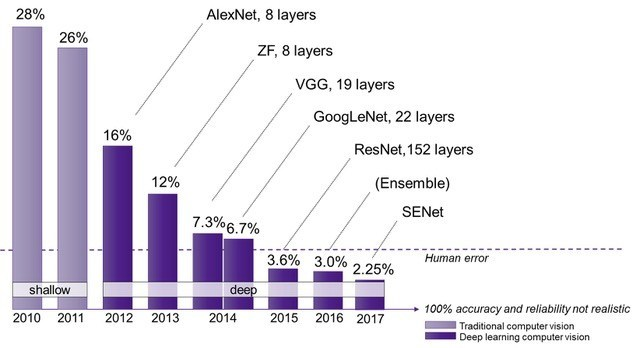 28%
26%
16%
12%
7.3%
6.7%
3.6%
3.0%
2.25%
AlexNet, 8 layers
ZF, 8 layers
VGG, 19 layers
GoogLeNet, 22 layers
ResNet,152 layers
(Ensemble)
SENet
Human error
shallow
deep
100% accuracy and reliability not realistic
2010
2011
2012
2013
2014
2015
2016
2017
Traditional computer vision
Deep learning computer vision